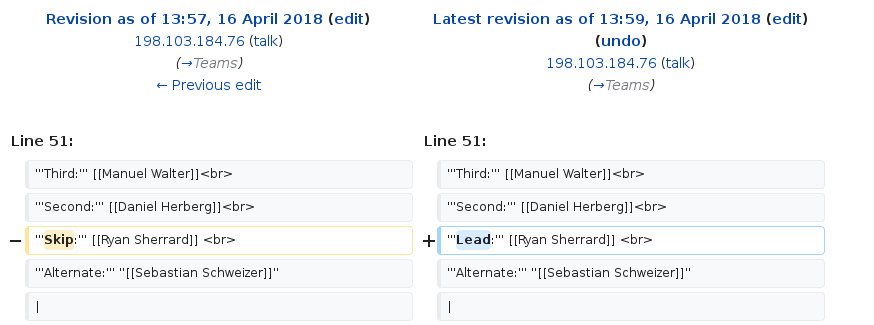 Revision as of 13:57, 16 April 2018 (edit)
198.103.184.76 (talk)
(→Teams)
← Previous edit
Latest revision as of 13:59, 16 April 2018 (edit)
(undo)
198.103.184.76 (talk)
(→Teams)
Line 51:
Line 51:
'''Third:''' [[Manuel Walter]]<br>
'''Third:''' [[Manuel Walter]]<br>
'''Second:''' [[Daniel Herberg]]<br>
'''Second:''' [[Daniel Herberg]]<br>
− '''Skip:''' [[Ryan Sherrard]] <br>
+ '''Lead:''' [[Ryan Sherrard]] <br>
'''Alternate:''' ''[[Sebastian Schweizer]]''
'''Alternate:''' ''[[Sebastian Schweizer]]''
|
|